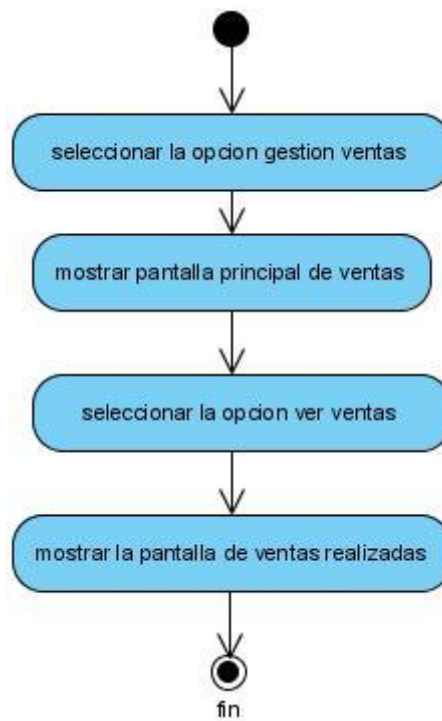 seleccionar la opcion gestion ventas
mostrar pantalla principal de ventas
seleccionar la opcion ver ventas
mostrar la pantalla de ventas realizadas
fin